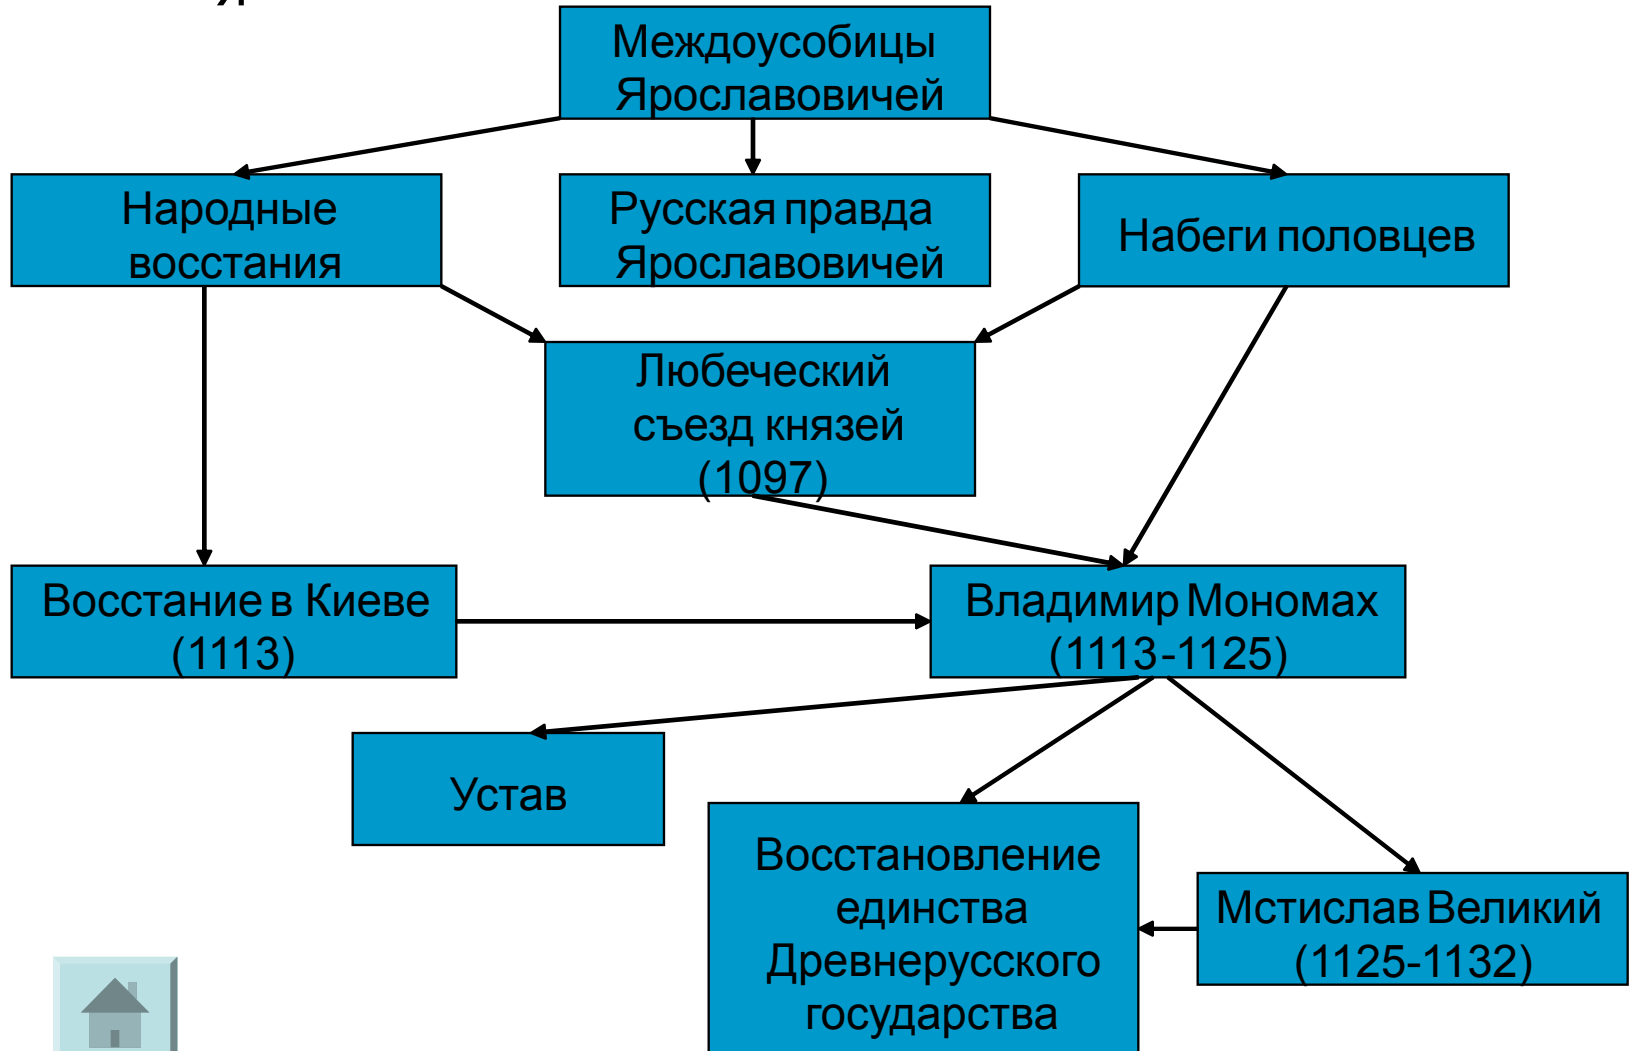 Междоусобицы
Ярославовичей
Народные
восстания
Русская правда
Ярославовичей
Набеги половцев
Любеческий
съезд князей
(1097)
Восстание в Киеве
(1113)
Владимир Мономах
(1113-1125)
Устав
Восстановление
единства
Древнерусского
государства
Мстислав Великий
(1125-1132)